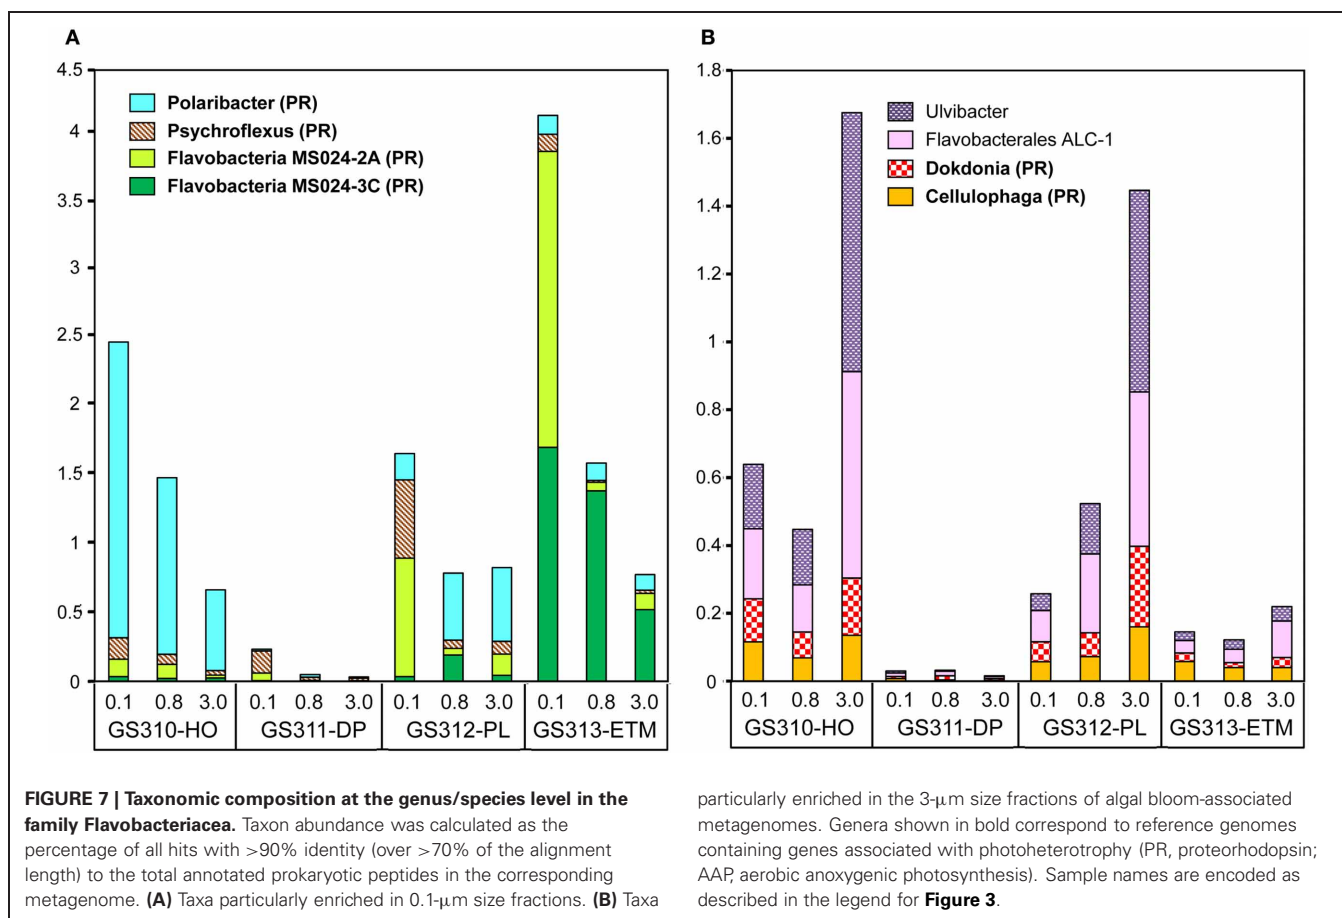 A
4.5
4
3.5
3
2.5
2
1.5
1
0.5
0
Polaribacter (PR)
Psychroflexus (PR)
Flavobacteria MS024-2A (PR)
Flavobacteria MS024-3C (PR)
0.1 0.8 3.0 0.1 0.8 3.0 0.1 0.8 3.0 0.1 0.8 3.0
GS310-HO GS311-DP GS312-PL GS313-ETM
B
1.8
1.6
1.4
1.2
1
0.8
0.6
0.4
0.2
0
Ulvibacter
Flavobacterales ALC-1
Dokdonia (PR)
Cellulophaga (PR)
0.1 0.8 3.0 0.1 0.8 3.0 0.1 0.8 3.0 0.1 0.8 3.0
GS310-HO GS311-DP GS312-PL GS313-ETM
FIGURE 7 | Taxonomic composition at the genus/species level in the
family Flavobacteriacea. Taxon abundance was calculated as the
percentage of all hits with >90% identity (over >70% of the alignment
length) to the total annotated prokaryotic peptides in the corresponding
metagenome. (A) Taxa particularly enriched in 0.1-μm size fractions. (B) Taxa
particularly enriched in the 3-μm size fractions of algal bloom-associated
metagenomes. Genera shown in bold correspond to reference genomes
containing genes associated with photoheterotrophy (PR, proteorhodopsin;
AAP, aerobic anoxygenic photosynthesis). Sample names are encoded as
described in the legend for Figure 3.